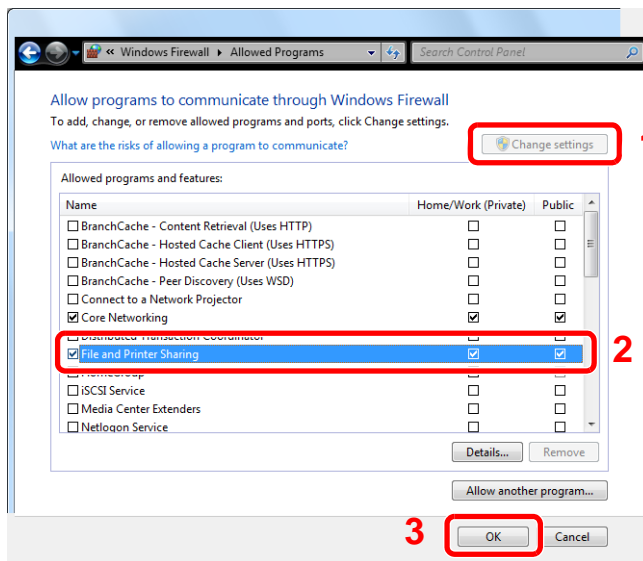 « Windows Firewall ▸ Allowed Programs Search Control Panel
Allow programs to communicate through Windows Firewall
To add, change, or remove allowed programs and ports, click Change settings.
What are the risks of allowing a program to communicate? Change settings
Allowed programs and features:
Name Home/Work (Private) Public
BranchCache - Content Retrieval (Uses HTTP)
BranchCache - Hosted Cache Client (Uses HTTPS)
BranchCache - Hosted Cache Server (Uses HTTPS)
BranchCache - Peer Discovery (Uses WSD)
Connect to a Network Projector
Core Networking
Distributed Transaction Coordinator
File and Printer Sharing 2
HomeGroup
iSCSI Service
Media Center Extenders
Netlogon Service
Details... Remove
Allow another program...
3 OK Cancel